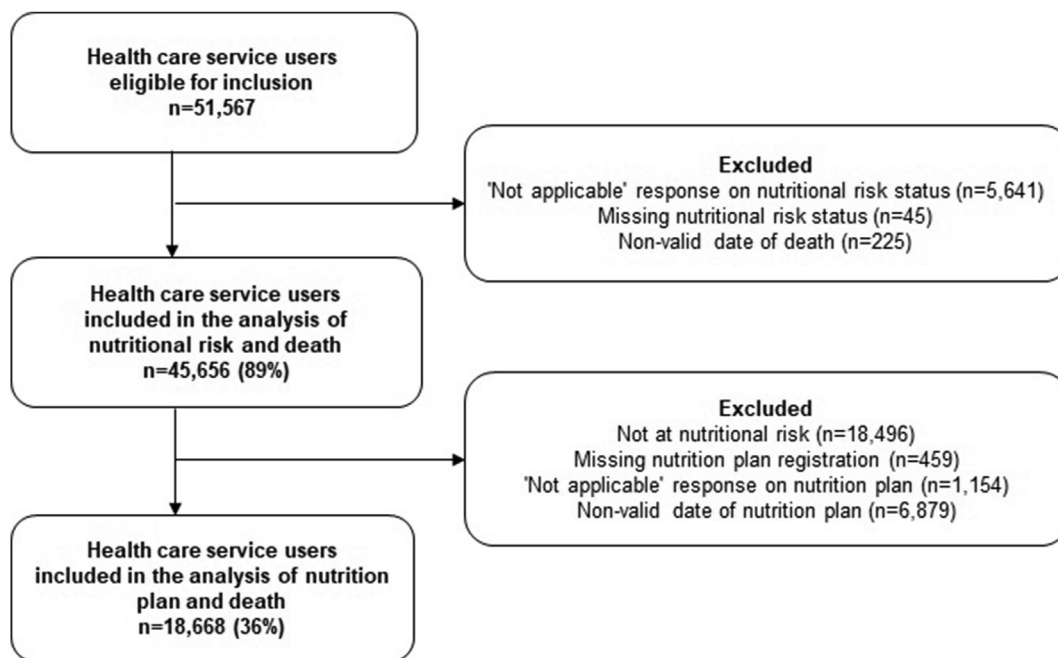 Health care service users
eligible for inclusion
n=51,567
Excluded
'Not applicable' response on nutritional risk status (n=5,641)
Missing nutritional risk status (n=45)
Non-valid date of death (n=225)
Health care service users
included in the analysis of
nutritional risk and death
n=45,656 (89%)
Excluded
Not at nutritional risk (n=18,496)
Missing nutrition plan registration (n=459)
'Not applicable' response on nutrition plan (n=1,154)
Non-valid date of nutrition plan (n=6,879)
Health care service users
included in the analysis of nutrition
plan and death
n=18,668 (36%)